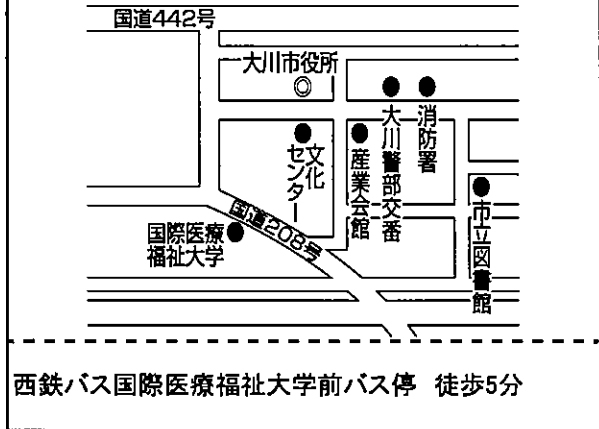 国道442号
大川市役所
消防署
大川警部交番
産業会館
文化
センター
市立図書館
国道208号
国際医療
福祉大学
西鉄バス国際医療福祉大学前バス停 徒歩5分